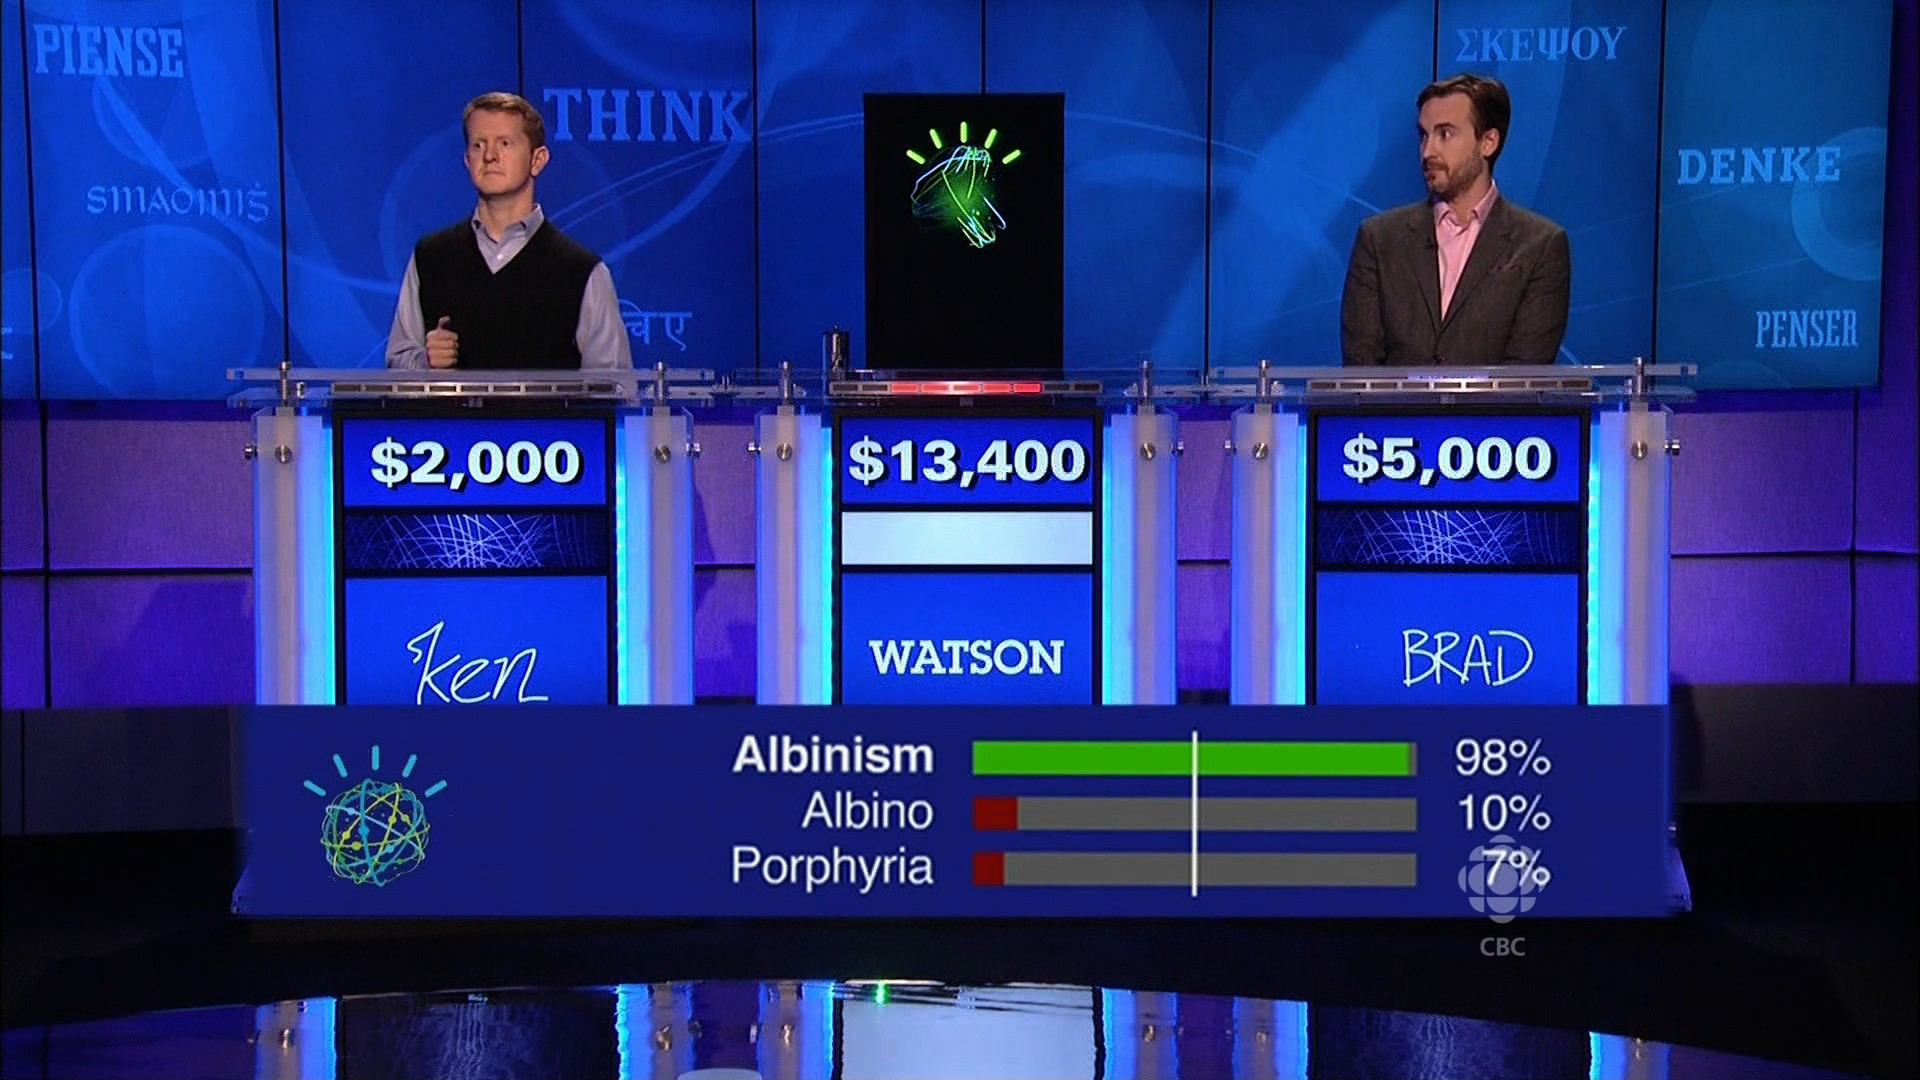 PIENSE
THINK
ΣΚΕΨΟΥ
DENKE
PENSER
$2,000
$13,400
$5,000
Ken
WATSON
BRAD
Albinism 98%
Albino 10%
Porphyria 7%
CBC